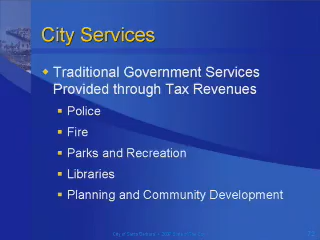 City Services
Traditional Government Services
Provided through Tax Revenues
Police
Fire
Parks and Recreation
Libraries
Planning and Community Development